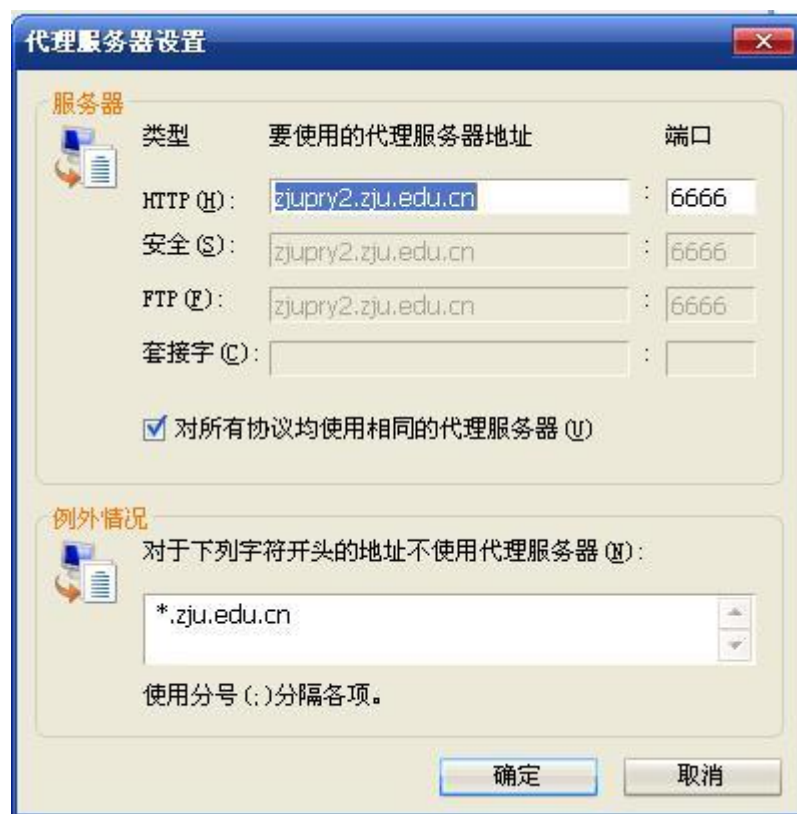 代理服务器设置
服务器
类型 要使用的代理服务器地址 端口
HTTP(H): zjupry2.zju.edu.cn : 6666
安全(S): zjupry2.zju.edu.cn : 6666
FTP(F): zjupry2.zju.edu.cn : 6666
套接字(C): :
对所有协议均使用相同的代理服务器(U)
例外情况
对于下列字符开头的地址不使用代理服务器(N):
*.zju.edu.cn
使用分号(;)分隔各项。
确定 取消